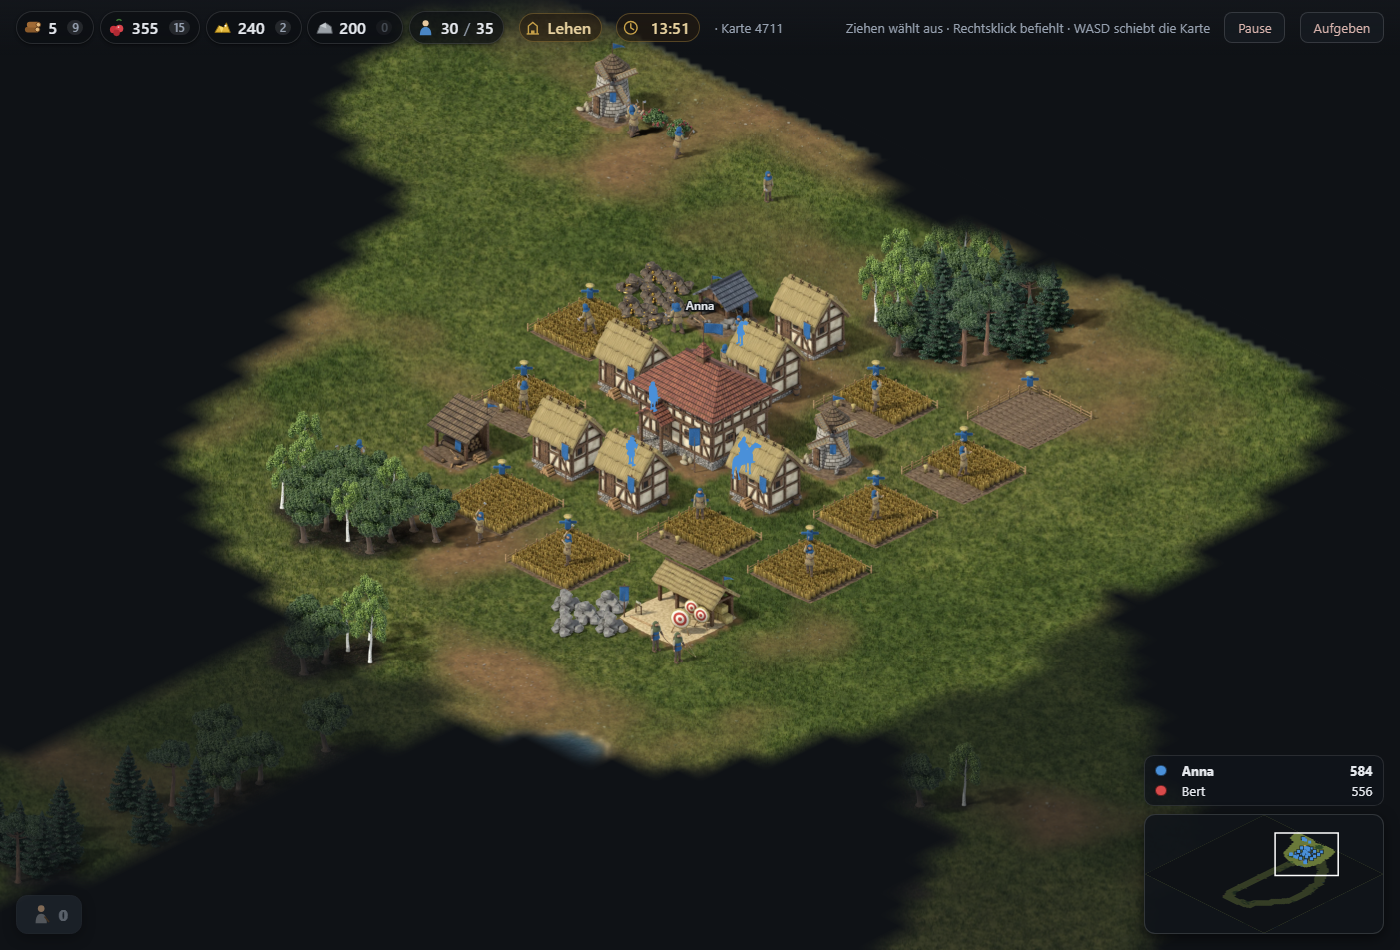 5 9 355 15 240 2 200 0 30 / 35 Lehen 13:51 · Karte 4711 Ziehen wählt aus · Rechtsklick befiehlt · WASD schiebt die Karte Pause Aufgeben
Anna
Anna 584
Bert 556
0